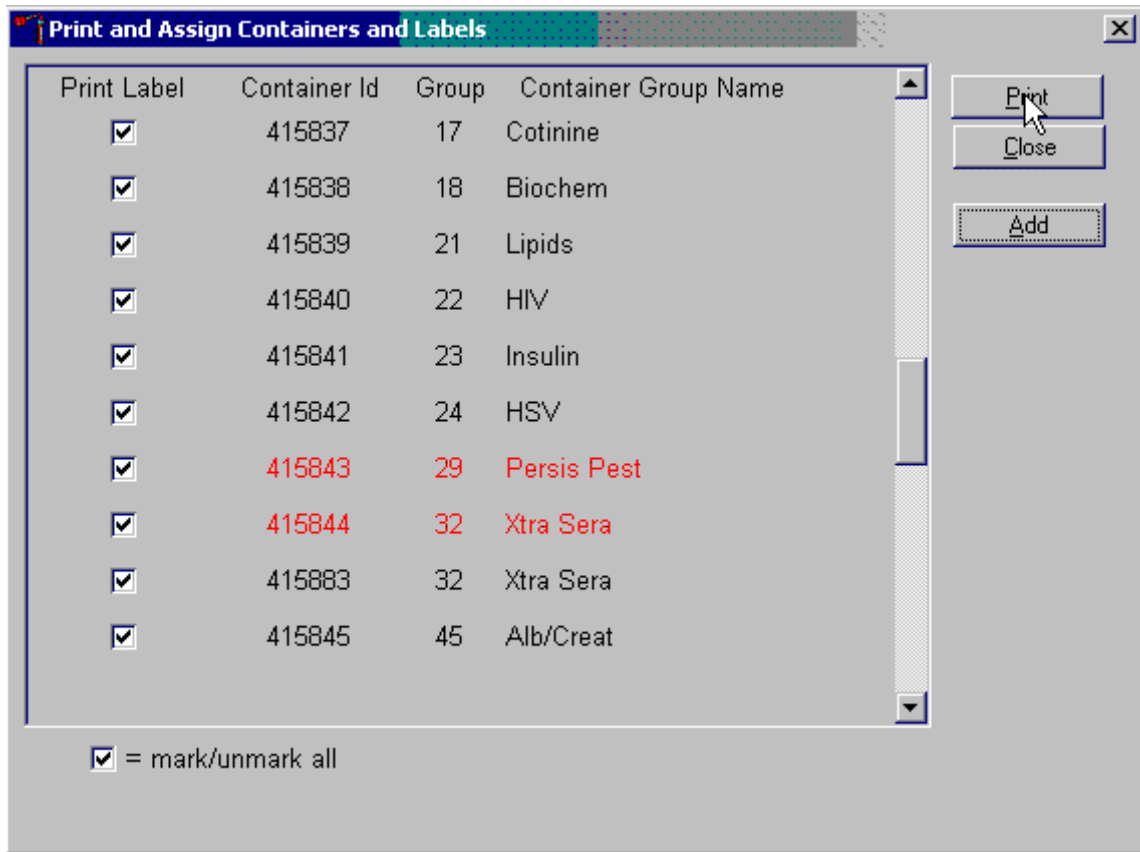 Print and Assign Containers and Labels
Print Label Container Id Group Container Group Name
415837 17 Cotinine
415838 18 Biochem
415839 21 Lipids
415840 22 HIV
415841 23 Insulin
415842 24 HSV
415843 29 Persis Pest
415844 32 Xtra Sera
415883 32 Xtra Sera
415845 45 Alb/Creat
= mark/unmark all
Print
Close
Add